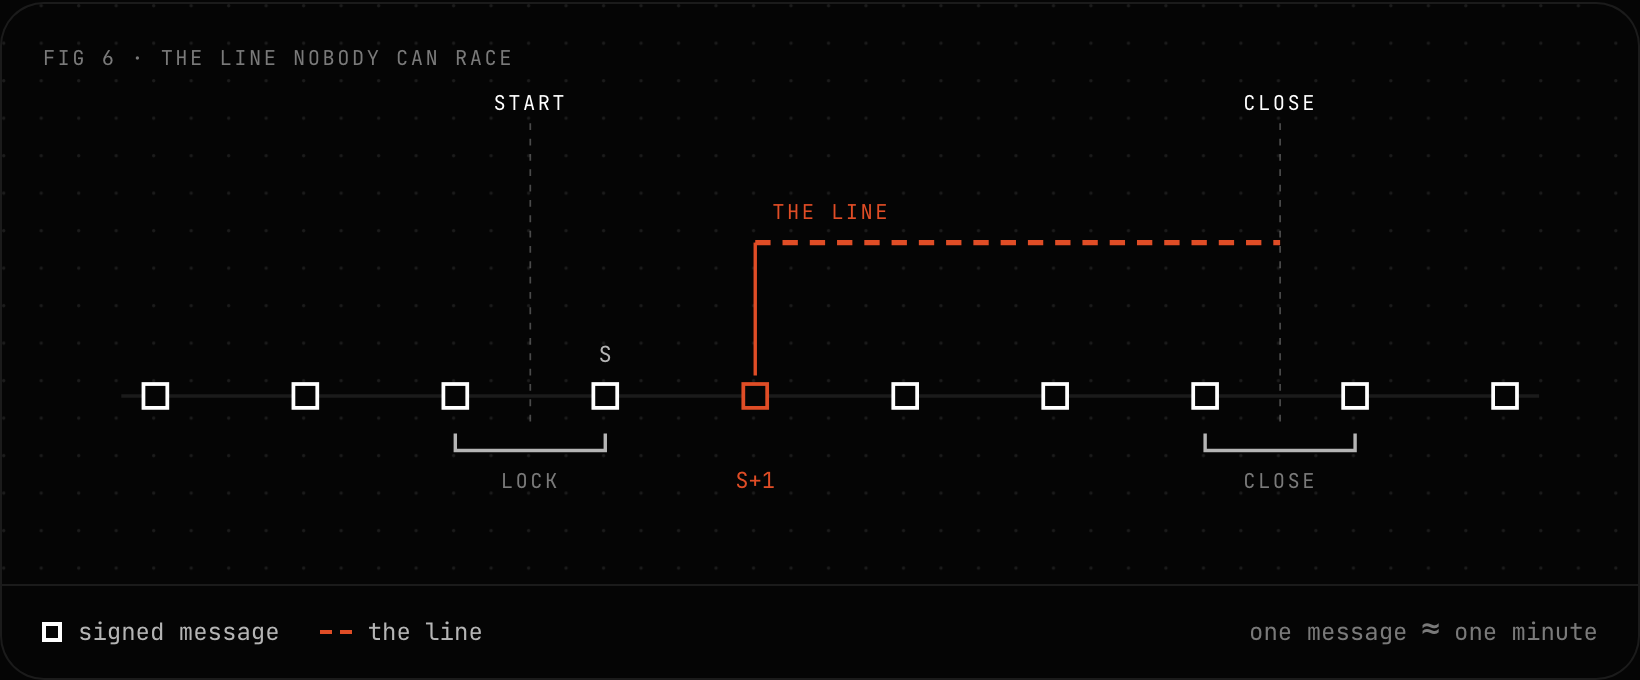 FIG 6 · THE LINE NOBODY CAN RACE
START
CLOSE
THE LINE
S
LOCK
S+1
CLOSE
signed message
the line
one message ≈ one minute